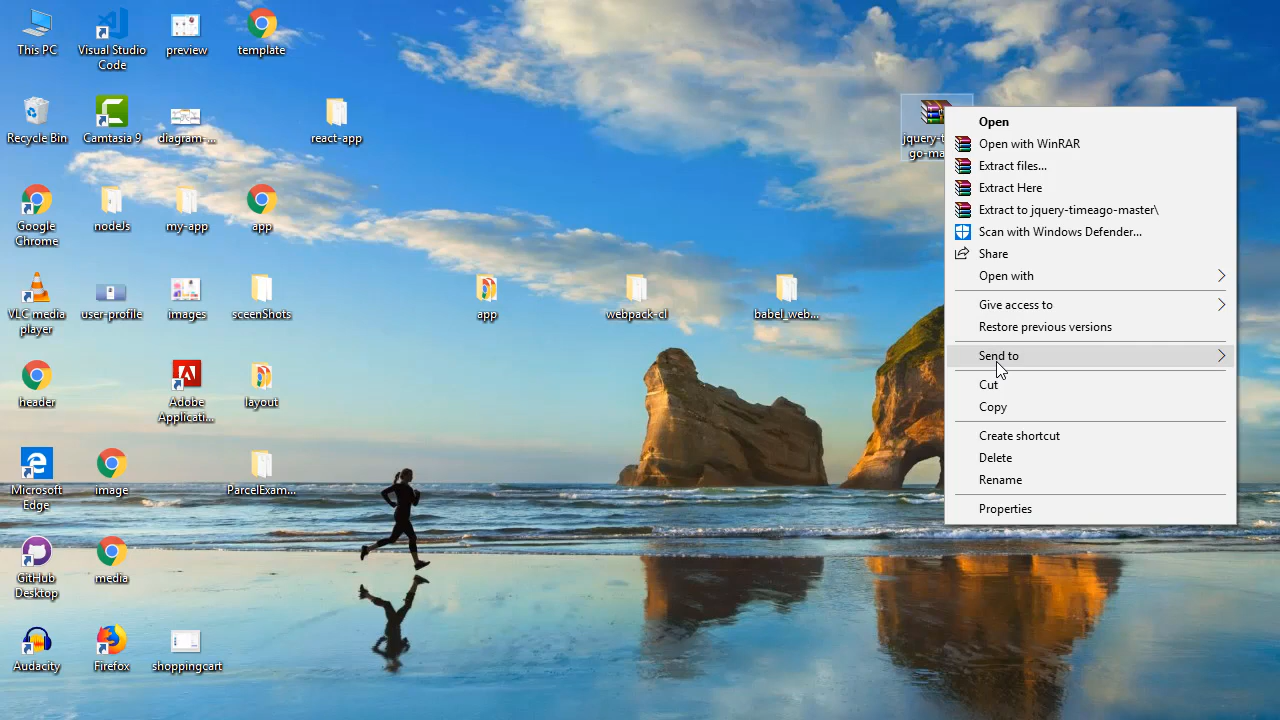 This PC
Visual Studio
Code
preview
template
Recycle Bin
Camtasia 9
diagram-...
react-app
Google
Chrome
nodeJs
my-app
app
VLC media
player
user-profile
images
sceenShots
app
webpack-cl
babel_web...
header
Adobe
Applicati...
layout
Microsoft
Edge
image
ParcelExam...
GitHub
Desktop
media
Audacity
Firefox
shoppingcart
jquery-t
go-ma
Open
Open with WinRAR
Extract files...
Extract Here
Extract to jquery-timeago-master\
Scan with Windows Defender...
Share
Open with
Give access to
Restore previous versions
Send to
Cut
Copy
Create shortcut
Delete
Rename
Properties